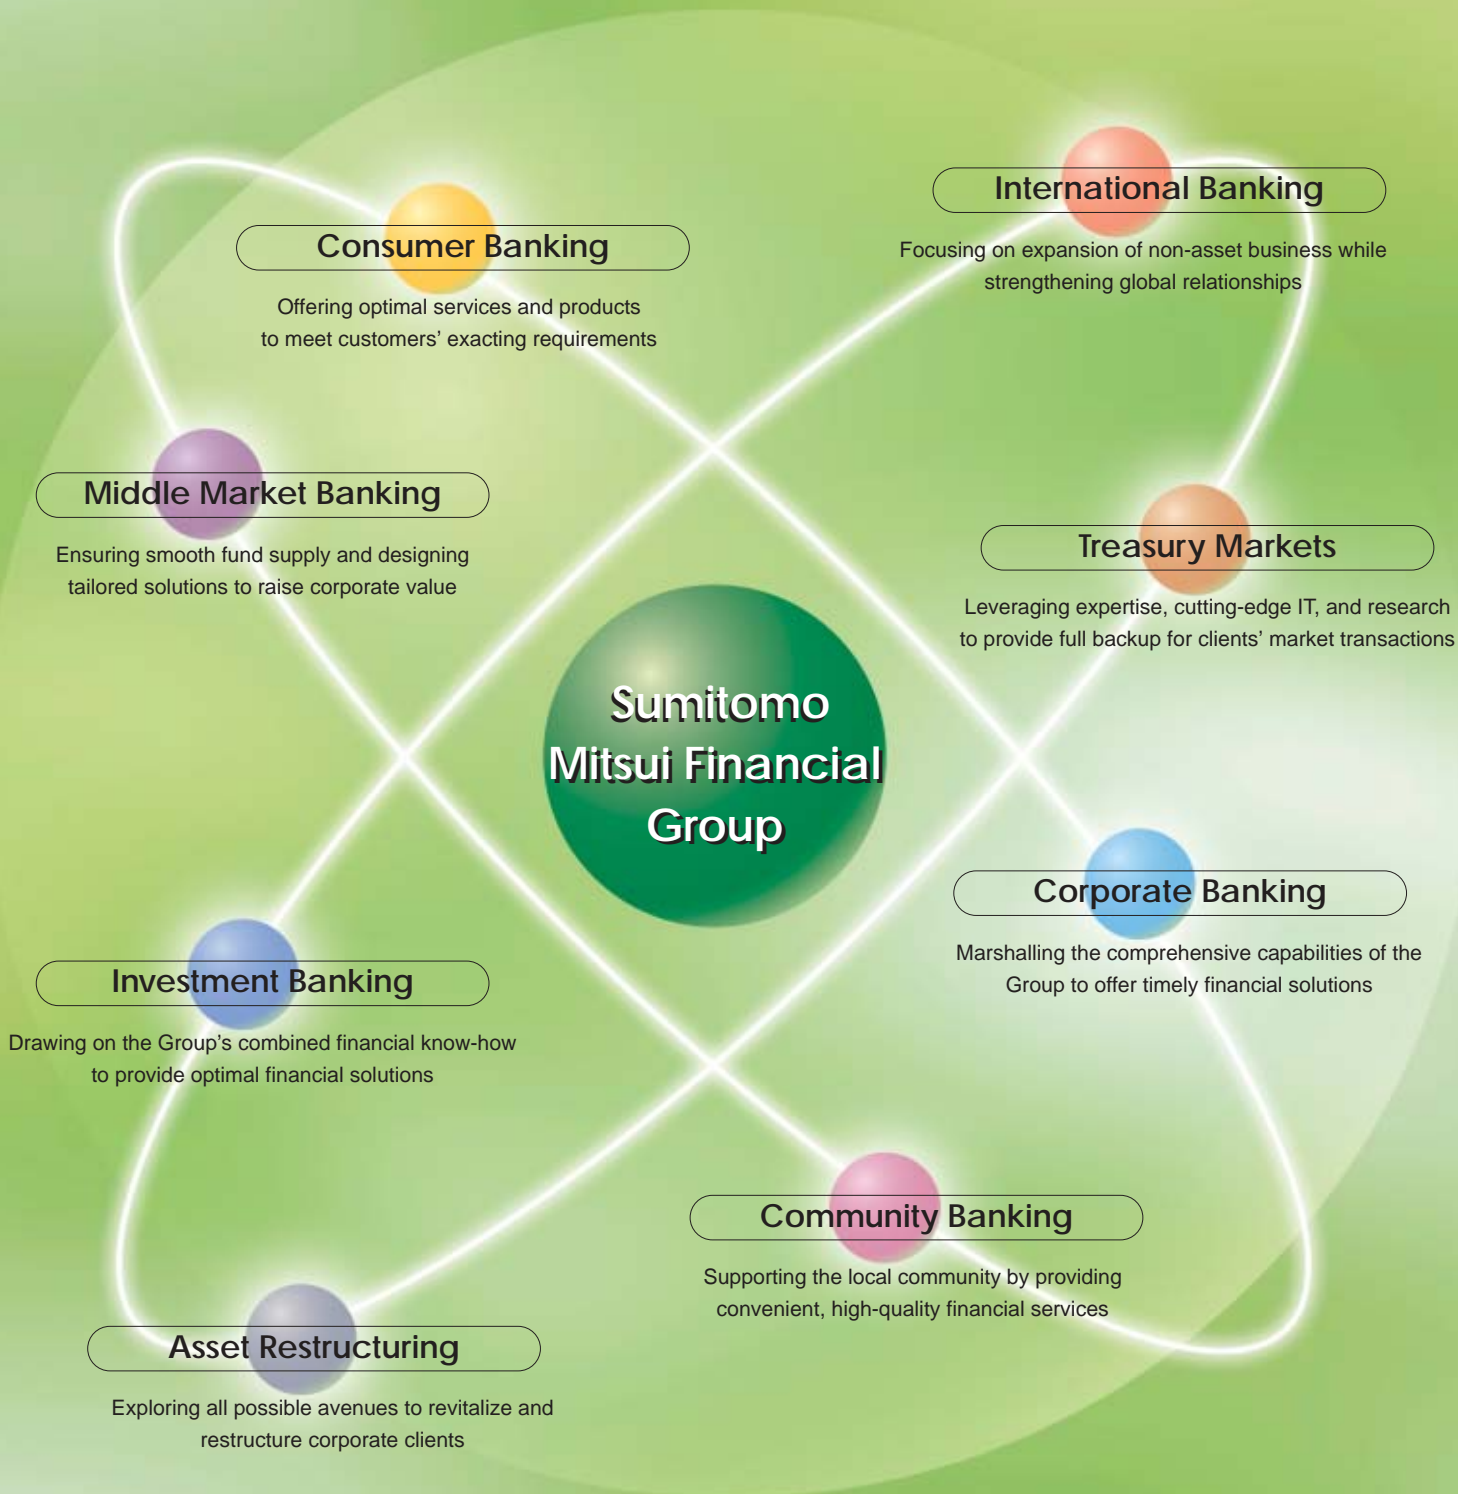 International Banking
Focusing on expansion of non-asset business while
strengthening global relationships
Consumer Banking
Offering optimal services and products
to meet customers’ exacting requirements
Middle Market Banking
Ensuring smooth fund supply and designing
tailored solutions to raise corporate value
Treasury Markets
Leveraging expertise, cutting-edge IT, and research
to provide full backup for clients’ market transactions
Sumitomo
Mitsui Financial
Group
Corporate Banking
Marshalling the comprehensive capabilities of the
Group to offer timely financial solutions
Investment Banking
Drawing on the Group’s combined financial know-how
to provide optimal financial solutions
Community Banking
Supporting the local community by providing
convenient, high-quality financial services
Asset Restructuring
Exploring all possible avenues to revitalize and
restructure corporate clients